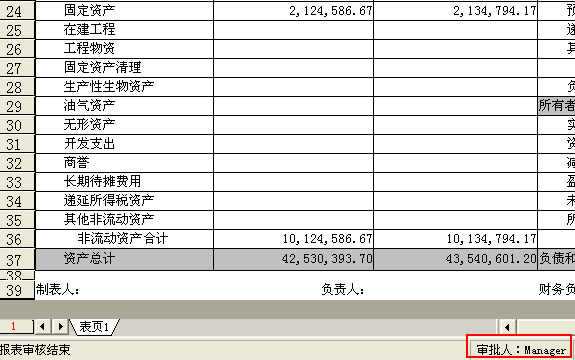 24 固定资产 2,124,586.67 2,134,794.17
25 在建工程
26 工程物资
27 固定资产清理
28 生产性生物资产
29 油气资产 所有者
30 无形资产
31 开发支出
32 商誉
33 长期待摊费用
34 递延所得税资产
35 其他非流动资产
36 非流动资产合计 10,124,586.67 10,134,794.17
37 资产总计 42,530,393.70 43,540,601.20 负债和
38
39 制表人: 负责人: 财务负
1 表页1
报表审核结束 审批人:Manager